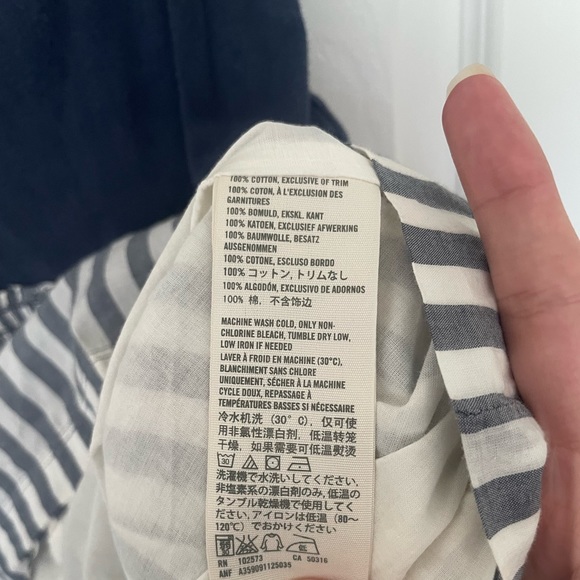 100% COTTON, EXCLUSIVE OF TRIM
100% COTON, À L'EXCLUSION DES
GARNITURES
100% BOMULD, EKSKL. KANT
100% KATOEN, EXCLUSIEF AFWERKING
100% BAUMWOLLE, BESATZ
AUSGENOMMEN
100% COTONE, ESCLUSO BORDO
100% コットン, トリムなし
100% ALGODÓN, EXCLUSIVO DE ADORNOS
100% 棉, 不含饰边
MACHINE WASH COLD, ONLY NON-
CHLORINE BLEACH, TUMBLE DRY LOW,
LOW IRON IF NEEDED
LAVER À FROID EN MACHINE (30°C),
BLANCHIMENT SANS CHLORE
UNIQUEMENT, SÉCHER À LA MACHINE
CYCLE DOUX, REPASSAGE À
TEMPÉRATURES BASSES SI NÉCESSAIRE
冷水机洗(30°C), 仅可使
用非氯性漂白剂, 低温转笼
干燥, 如果需要可低温熨烫
30
洗濯機で水洗いしてください.
非塩素系の漂白剤のみ, 低温の
タンブル乾燥機で使用してく
ださい. アイロンは低温 (80~
120℃) でおかけください
RN 102573 CA 50316
ANF A359091125035